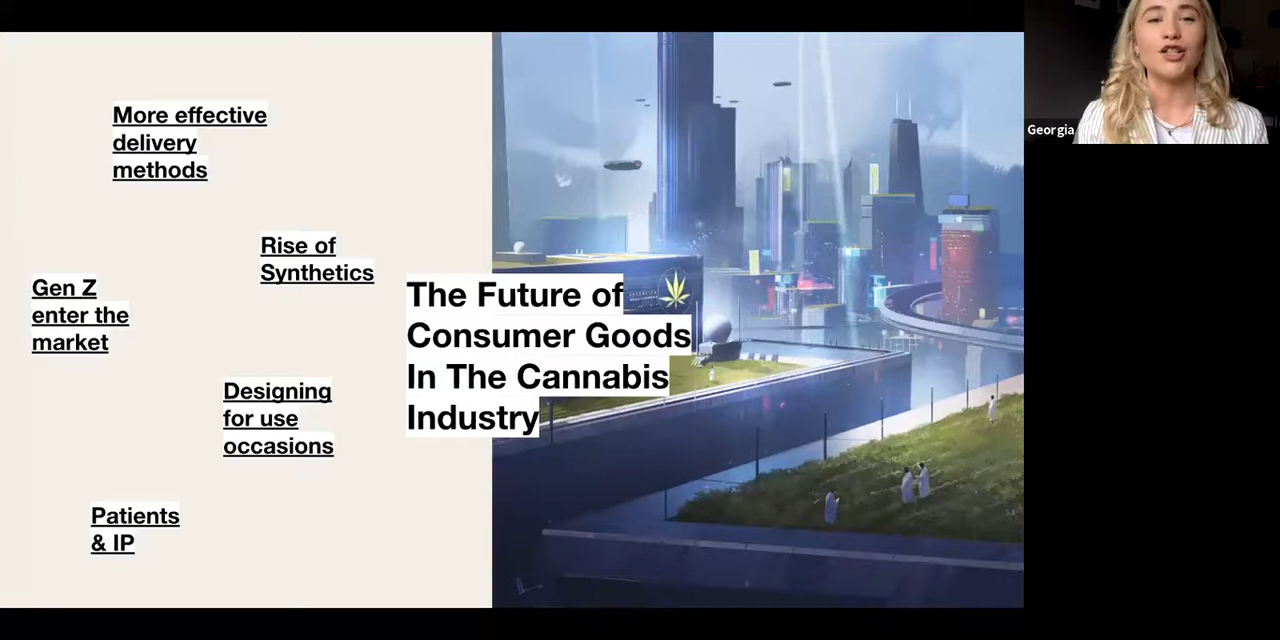 More effective
delivery
methods
Rise of
Synthetics
Gen Z
enter the
market
Designing
for use
occasions
Patients
& IP
The Future of
Consumer Goods
In The Cannabis
Industry
Georgia